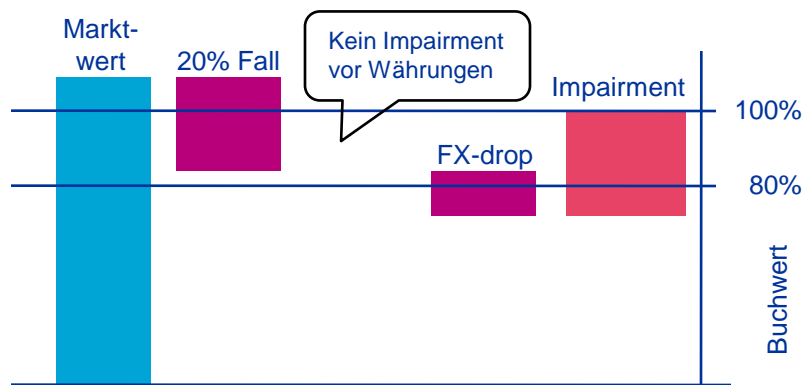 Markt-
wert
20% Fall
Kein Impairment
vor Währungen
Impairment
100%
FX-drop
80%
Buchwert